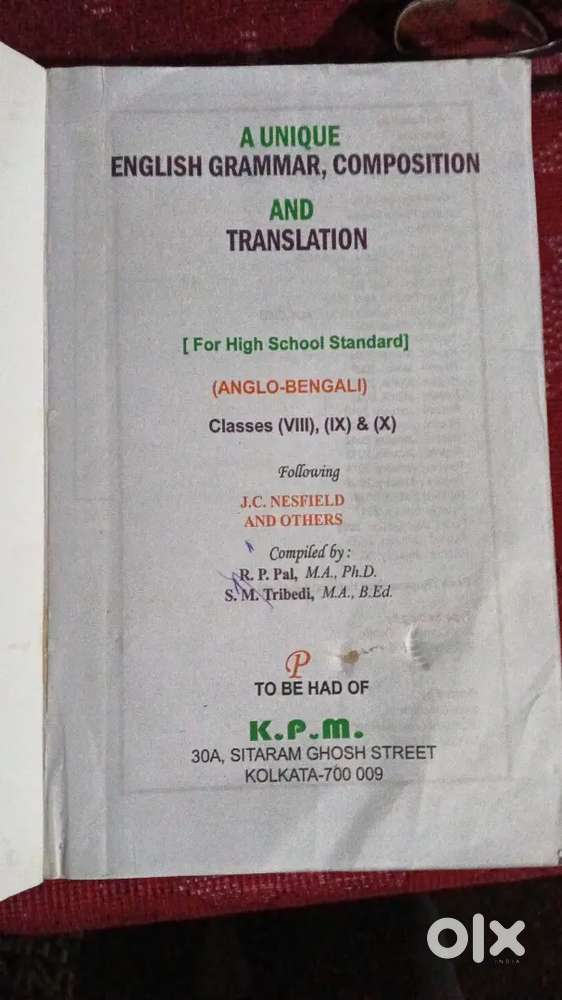 A UNIQUE
ENGLISH GRAMMAR, COMPOSITION
AND
TRANSLATION
[ For High School Standard]
(ANGLO-BENGALI)
Classes (VIII), (IX) & (X)
Following
J.C. NESFIELD
AND OTHERS
Compiled by :
R. P. Pal, M.A., Ph.D.
S. M. Tribedi, M.A., B.Ed.
P
TO BE HAD OF
K.P.M.
30A, SITARAM GHOSH STREET
KOLKATA-700 009
olx
INDIA